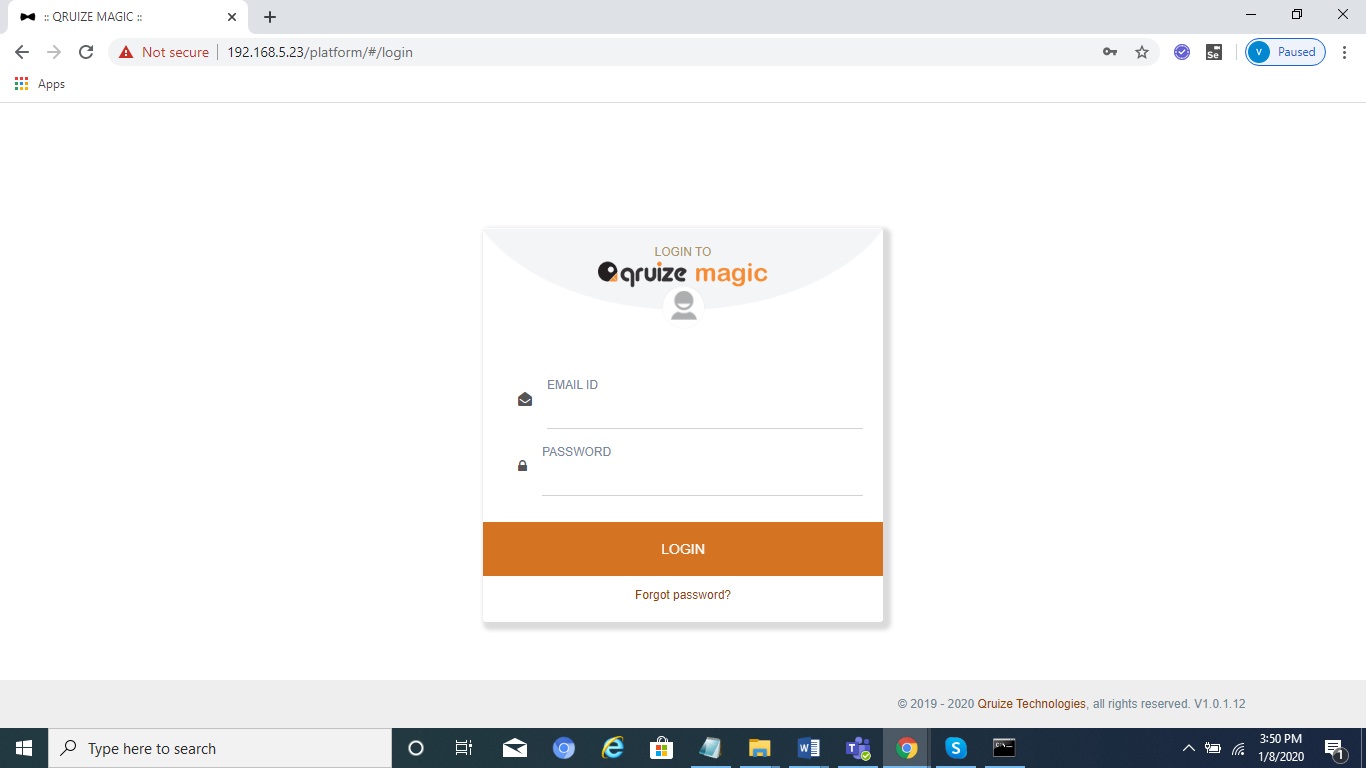 :: QRUIZE MAGIC ::
Not secure 192.168.5.23/platform/#/login
Se
V Paused
Apps
LOGIN TO
qruize magic
EMAIL ID
PASSWORD
LOGIN
Forgot password?
© 2019 - 2020 Qruize Technologies, all rights reserved. V1.0.1.12
Type here to search
3:50 PM
1/8/2020
1